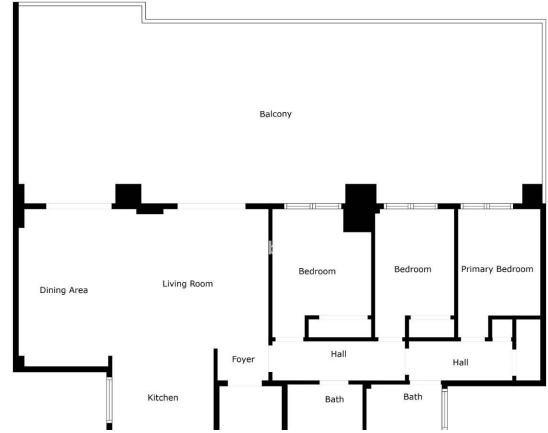 Balcony
Bedroom
Bedroom
Primary Bedroom
Living Room
Dining Area
Foyer
Hall
Hall
Kitchen
Bath
Bath